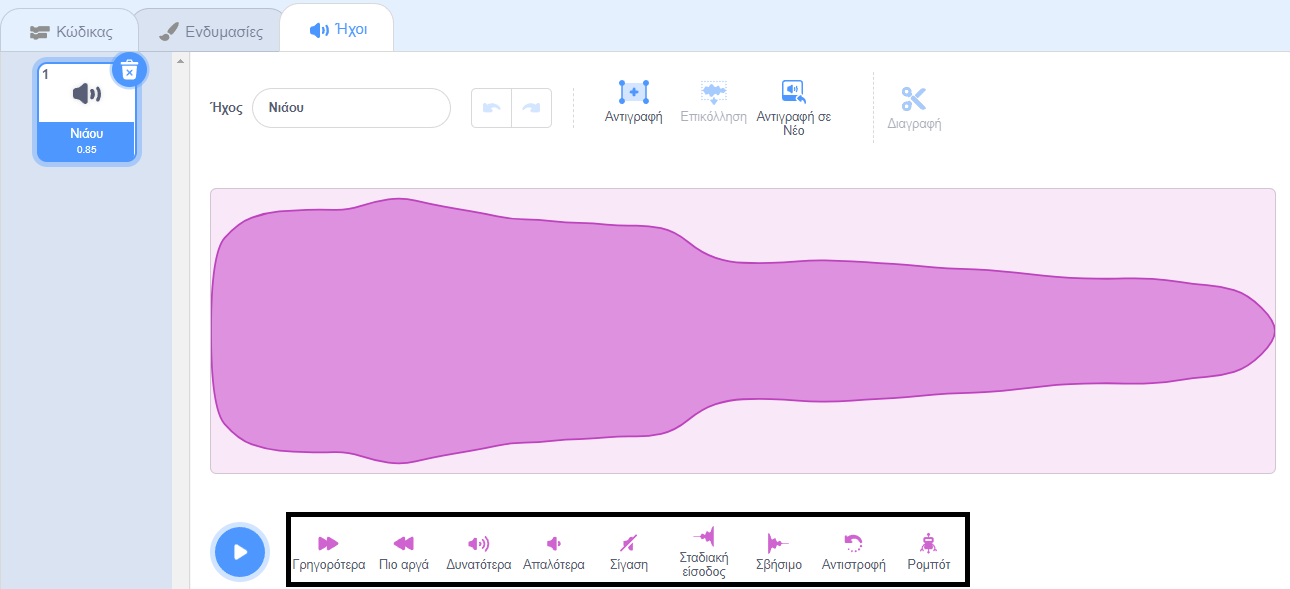 Κώδικας
Ενδυμασίες
Ήχοι
1
Νιάου
0.85
Ήχος
Νιάου
Αντιγραφή
Επικόλληση
Αντιγραφή σε
Νέο
Διαγραφή
Γρηγορότερα
Πιο αργά
Δυνατότερα
Απαλότερα
Σίγαση
Σταδιακή
είσοδος
Σβήσιμο
Αντιστροφή
Ρομπότ